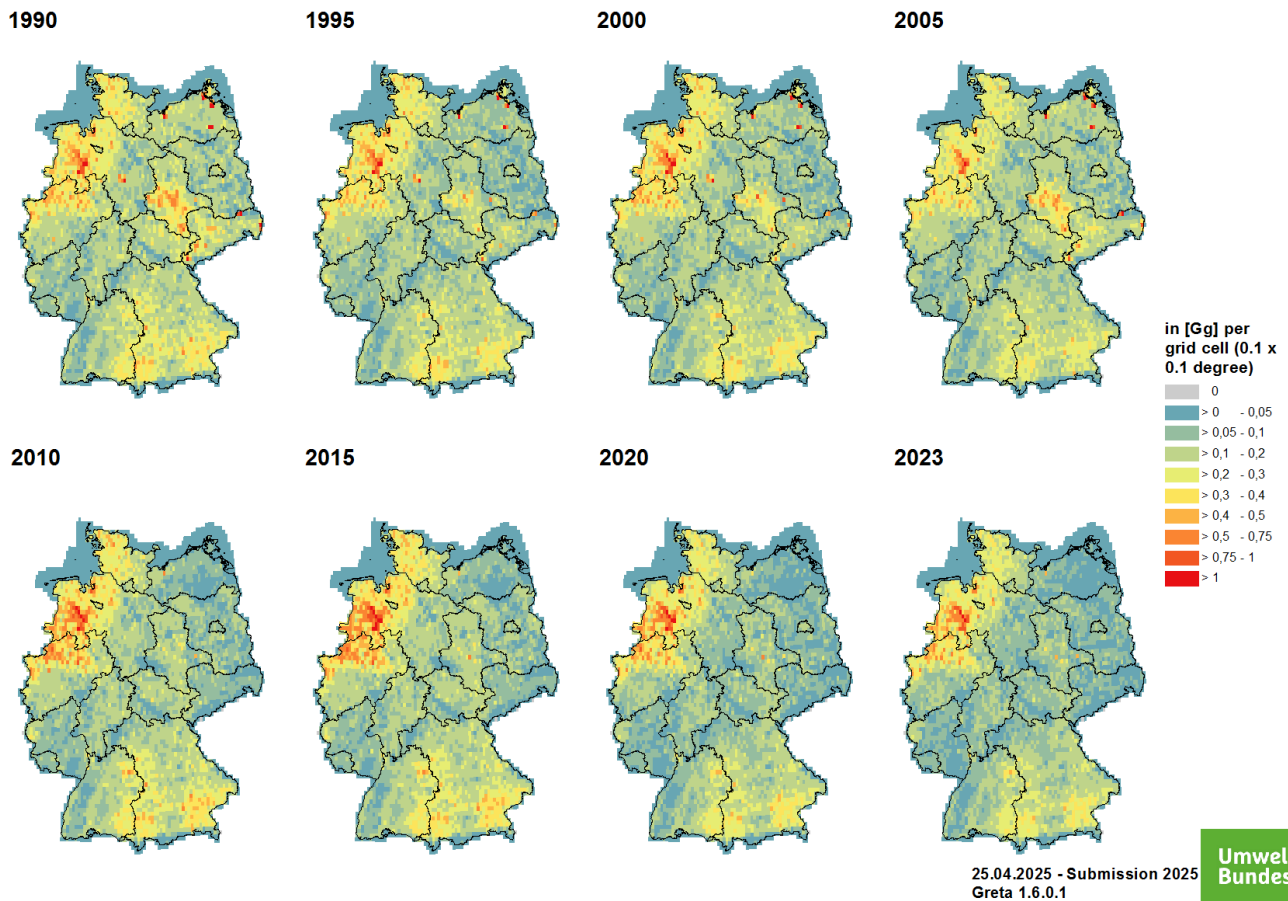 1990
1995
2000
2005
in [Gg] per
grid cell (0.1 x
0.1 degree)
0
> 0 - 0,05
> 0,05 - 0,1
> 0,1 - 0,2
> 0,2 - 0,3
> 0,3 - 0,4
> 0,4 - 0,5
> 0,5 - 0,75
> 0,75 - 1
> 1
2010
2015
2020
2023
25.04.2025 - Submission 2025
Greta 1.6.0.1
Umwel
Bundes